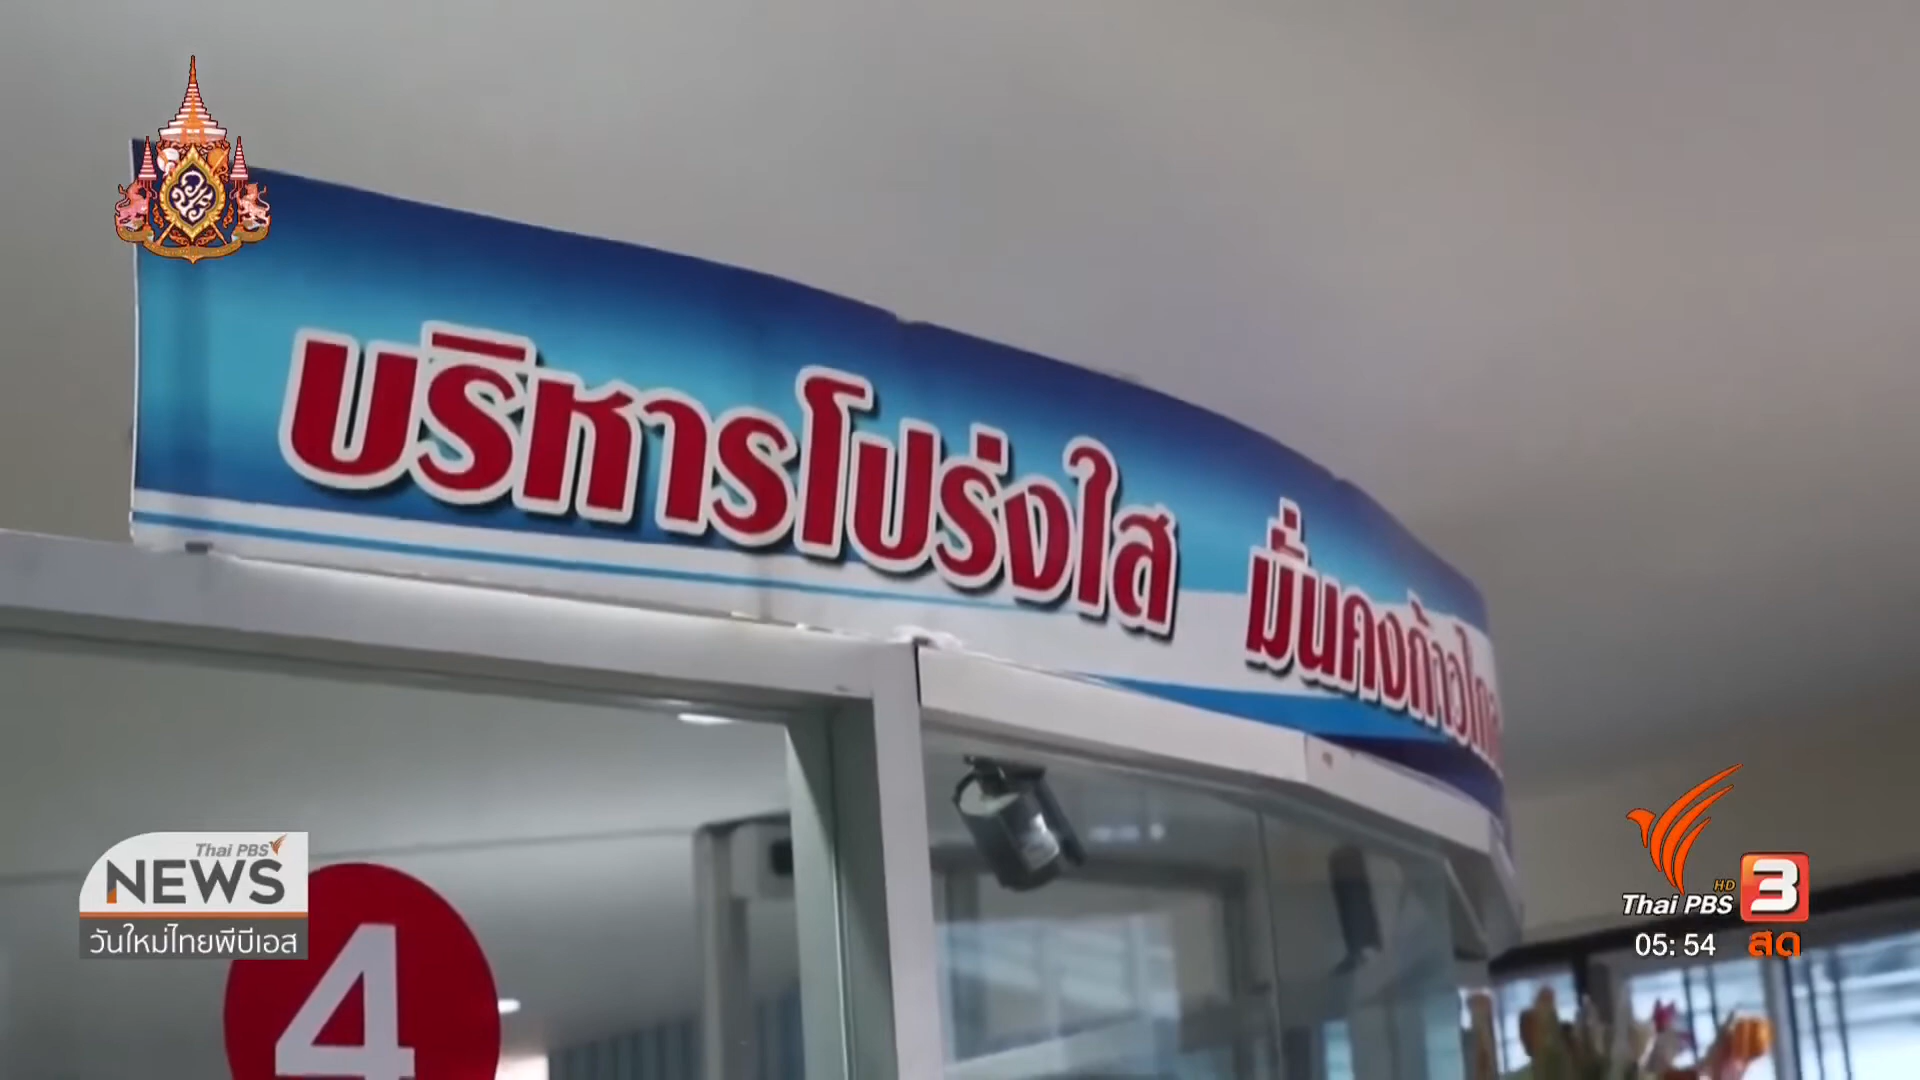 บริหารโปร่งใส มั่นคงก้าวไกล
Thai PBS
NEWS
วันใหม่ไทยพีบีเอส
4
HD
Thai PBS 3
05:54 สด